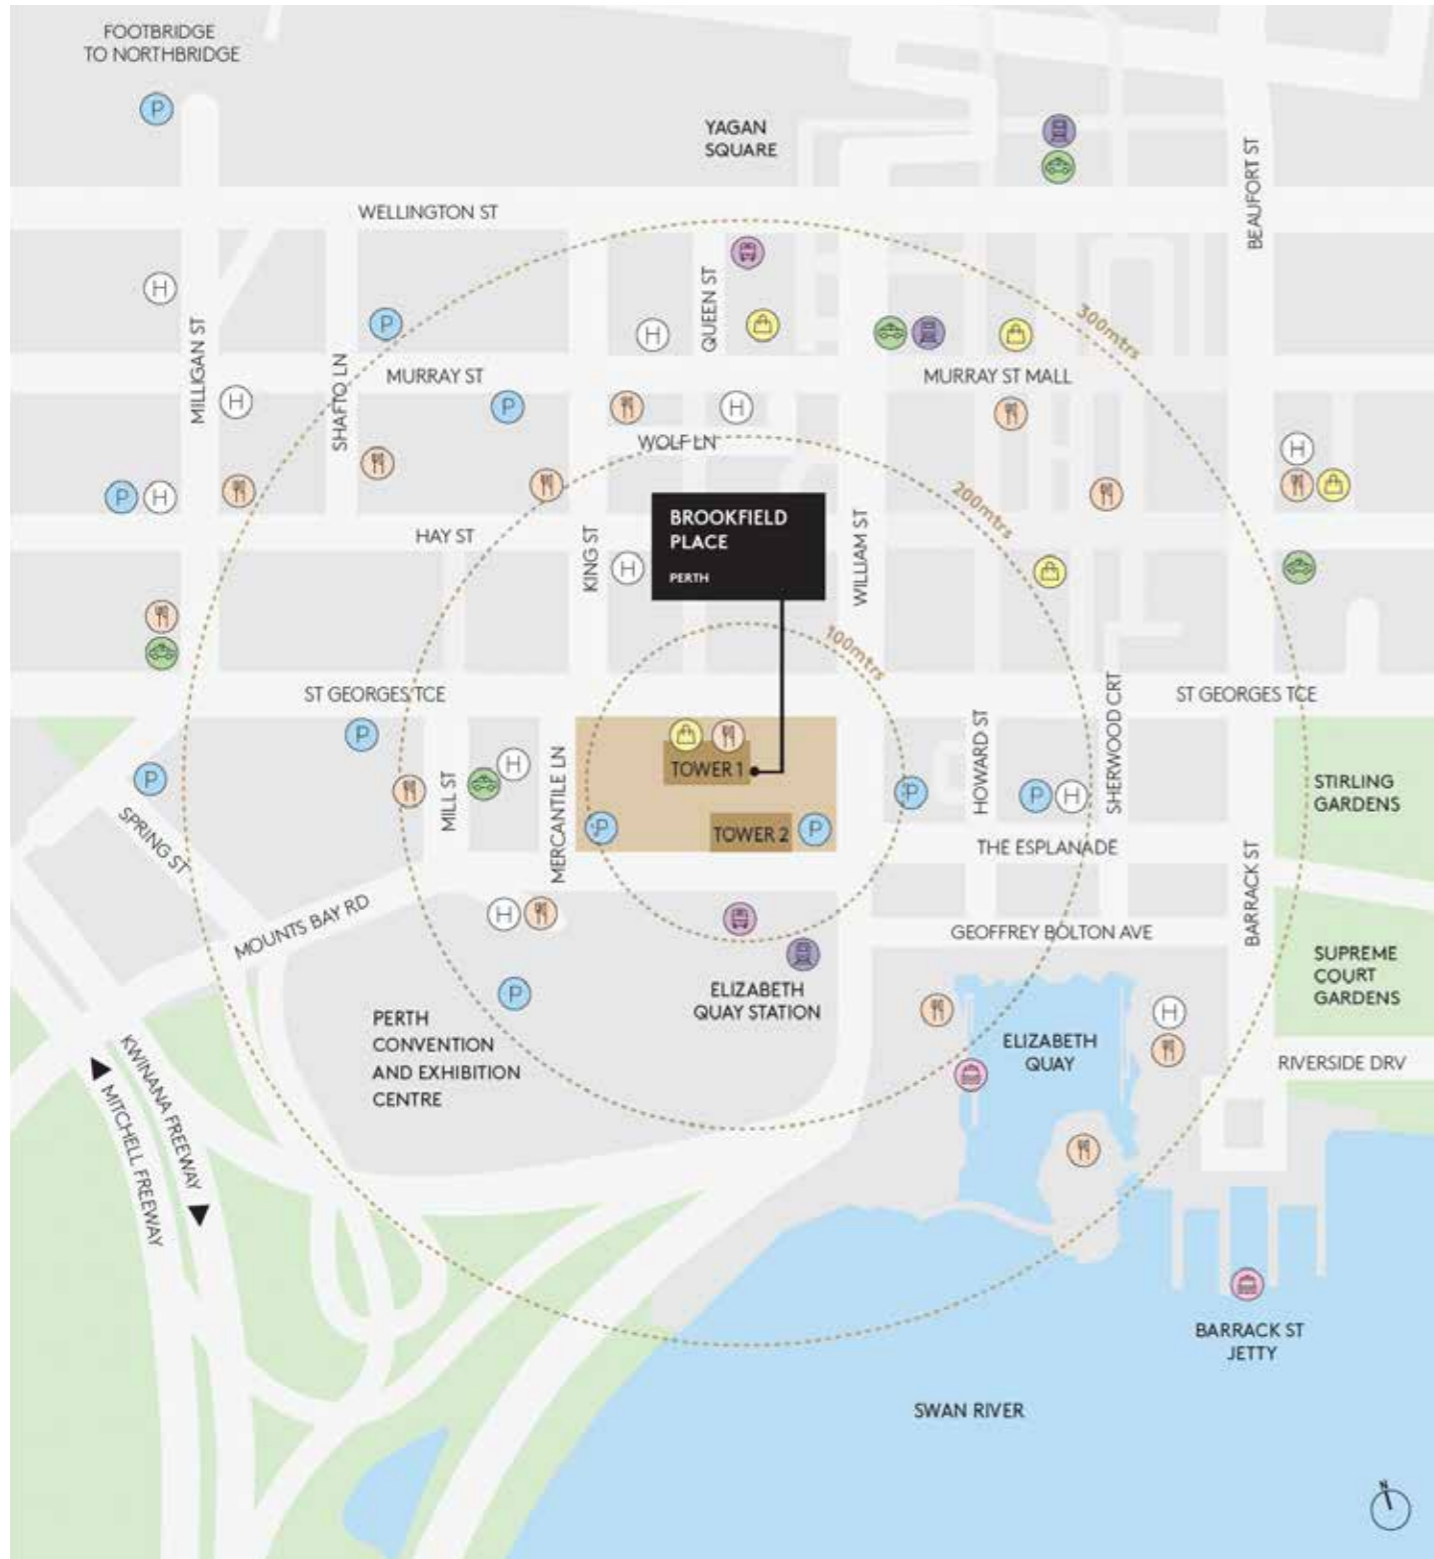 FOOTBRIDGE
TO NORTHBRIDGE
P
YAGAN
SQUARE
BEAUFORT ST
WELLINGTON ST
H
QUEEN ST
P
H
300mtrs
MILLIGAN ST
SHAFTO LN
MURRAY ST
MURRAY ST MALL
H
P
H
WOLF LN
H
P
H
200mtrs
BROOKFIELD
PLACE
PERTH
HAY ST
KING ST
H
WILLIAM ST
100mtrs
ST GEORGES TCE
ST GEORGES TCE
P
P
MILL ST
H
MERCANTILE LN
TOWER 1
P
HOWARD ST
P
H
SHERWOOD CRT
STIRLING
GARDENS
SPRING ST
P
TOWER 2
P
THE ESPLANADE
BARRACK ST
MOUNTS BAY RD
H
GEOFFREY BOLTON AVE
SUPREME
COURT
GARDENS
P
ELIZABETH
QUAY STATION
PERTH
CONVENTION
AND EXHIBITION
CENTRE
H
ELIZABETH
QUAY
RIVERSIDE DRV
KWINANA FREEWAY
MITCHELL FREEWAY
BARRACK ST
JETTY
SWAN RIVER
N